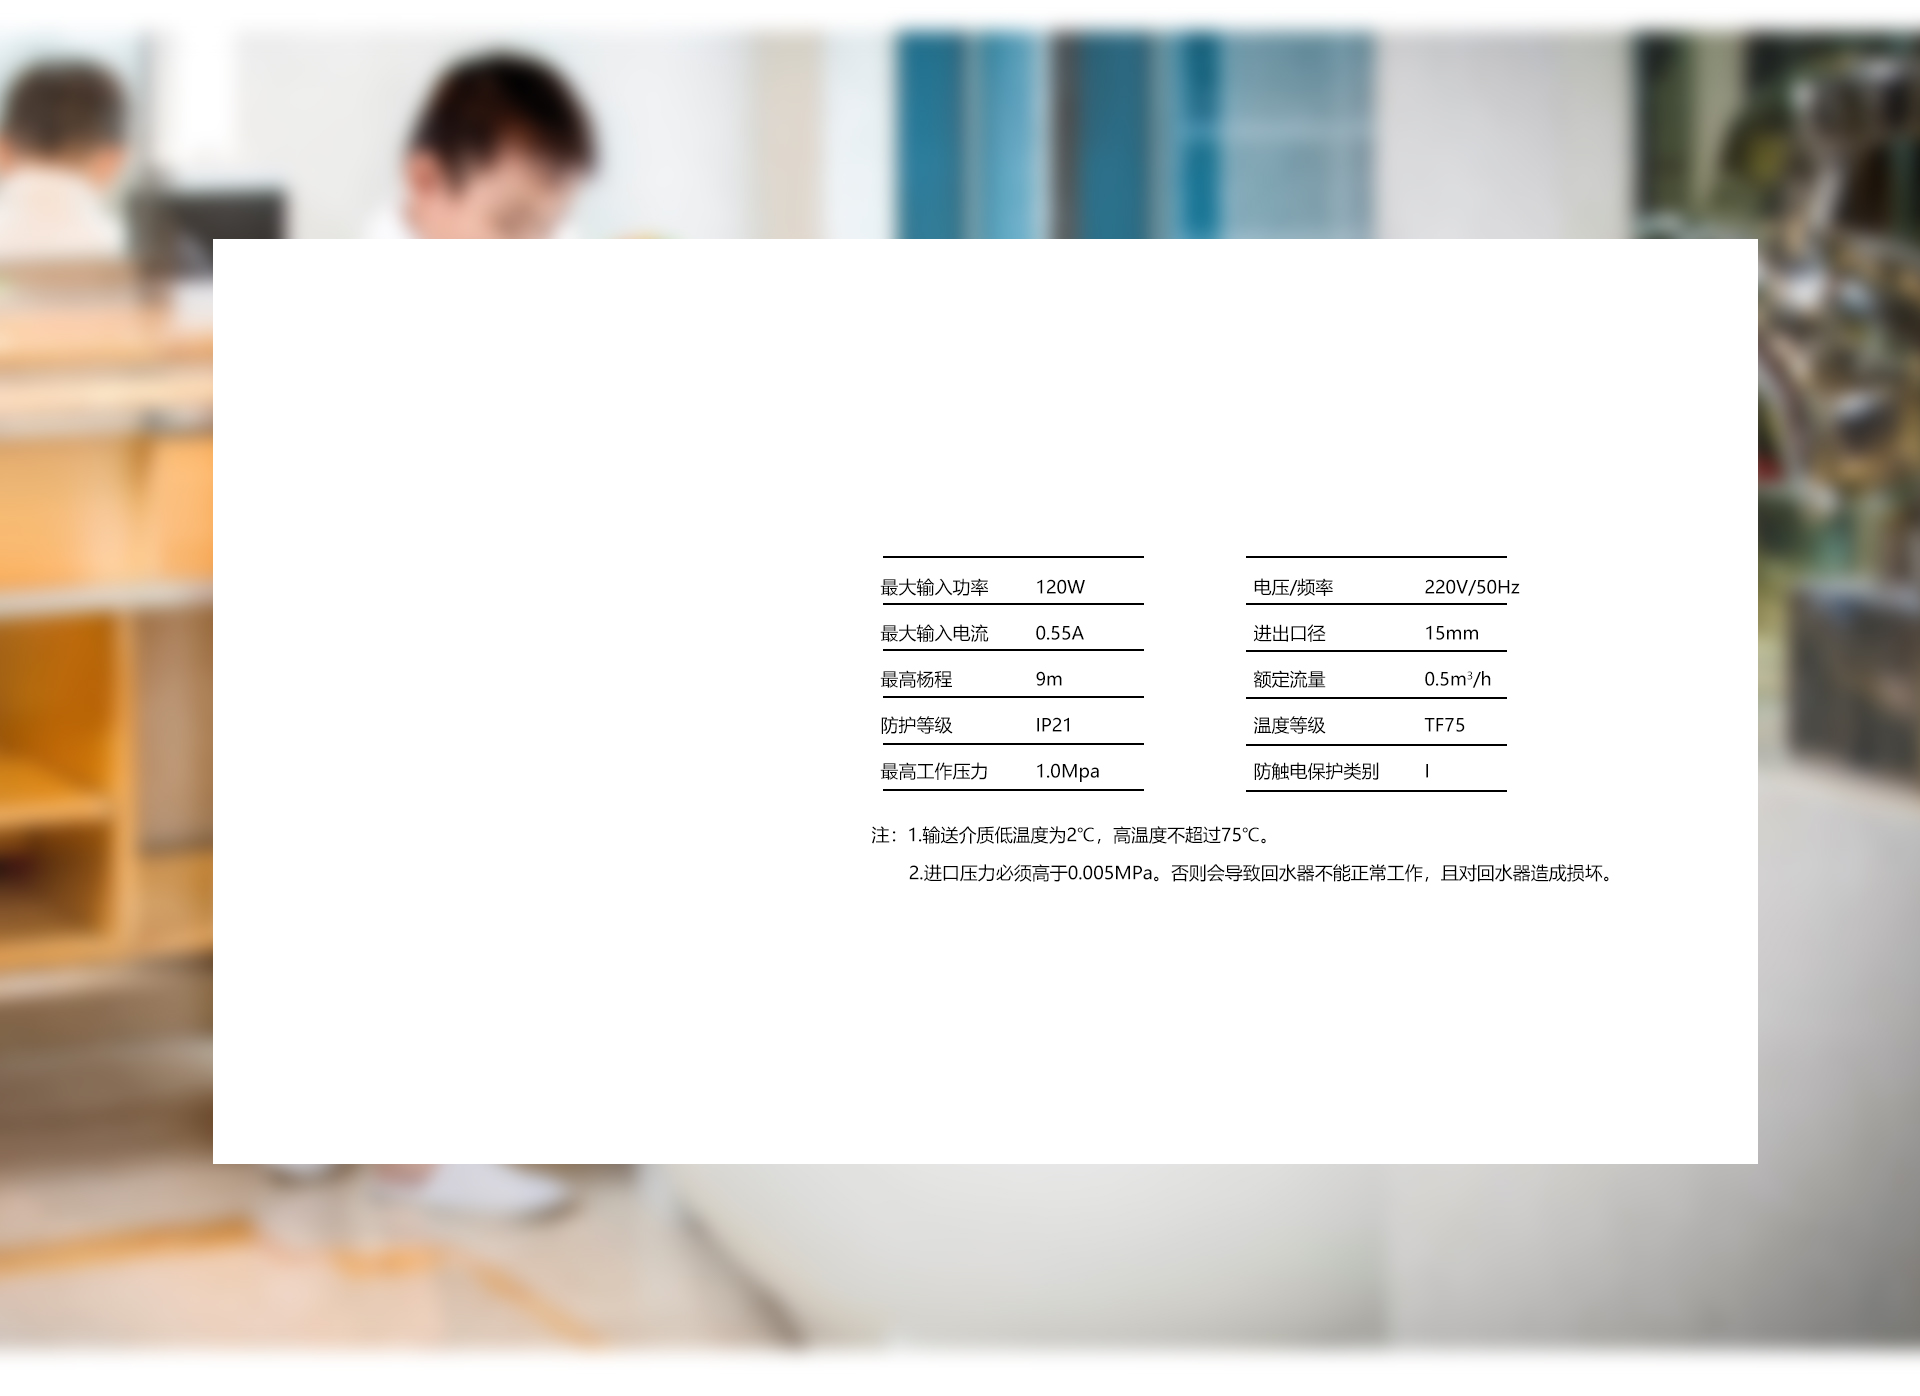 最大输入功率 120W
最大输入电流 0.55A
最高杨程 9m
防护等级 IP21
最高工作压力 1.0Mpa
电压/频率 220V/50Hz
进出口径 15mm
额定流量 0.5m³/h
温度等级 TF75
防触电保护类别 I
注：1.输送介质低温度为2℃，高温度不超过75℃。
2.进口压力必须高于0.005MPa。否则会导致回水器不能正常工作，且对回水器造成损坏。